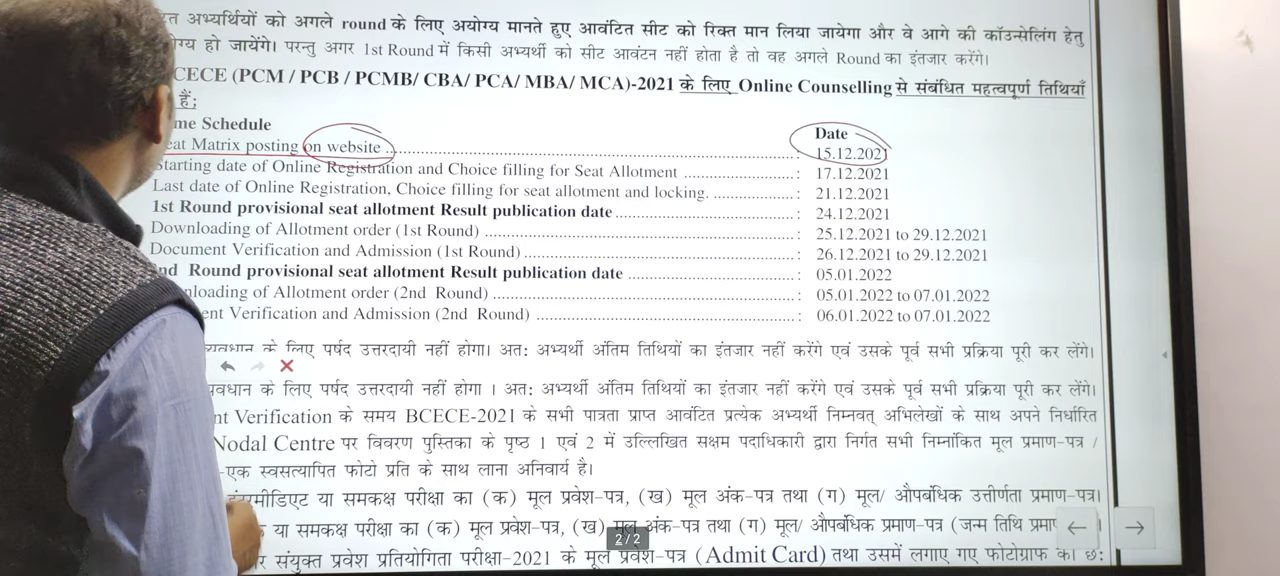 अभ्यर्थियों को अगले round के लिए अयोग्य मानते हुए आवंटित सीट को रिक्त मान लिया जायेगा और वे आगे की कॉउन्सेलिंग हेतु
हो जायेंगे। परन्तु अगर 1st Round में किसी अभ्यर्थी को सीट आवंटन नहीं होता है तो वह अगले Round का इंतजार करेंगे।
CECE (PCM / PCB / PCMB/ CBA/ PCA/ MBA/ MCA)-2021 के लिए Online Counselling से संबंधित महत्वपूर्ण तिथियाँ
हैं;
me Schedule Date
eat Matrix posting on website : 15.12.2021
Starting date of Online Registration and Choice filling for Seat Allotment : 17.12.2021
Last date of Online Registration, Choice filling for seat allotment and locking. : 21.12.2021
1st Round provisional seat allotment Result publication date : 24.12.2021
Downloading of Allotment order (1st Round) : 25.12.2021 to 29.12.2021
Document Verification and Admission (1st Round) : 26.12.2021 to 29.12.2021
nd Round provisional seat allotment Result publication date : 05.01.2022
nloading of Allotment order (2nd Round) : 05.01.2022 to 07.01.2022
ent Verification and Admission (2nd Round) : 06.01.2022 to 07.01.2022
के लिए पर्षद उत्तरदायी नहीं होगा। अत: अभ्यर्थी अंतिम तिथियों का इंतजार नहीं करेंगे एवं उसके पूर्व सभी प्रक्रिया पूरी कर लेंगे।
यवधान के लिए पर्षद उत्तरदायी नहीं होगा । अत: अभ्यर्थी अंतिम तिथियों का इंतजार नहीं करेंगे एवं उसके पूर्व सभी प्रक्रिया पूरी कर लेंगे।
nt Verification के समय BCECE-2021 के सभी पात्रता प्राप्त आवंटित प्रत्येक अभ्यर्थी निम्नवत् अभिलेखों के साथ अपने निर्धारित
Nodal Centre पर विवरण पुस्तिका के पृष्ठ 1 एवं 2 में उल्लिखित सक्षम पदाधिकारी द्वारा निर्गत सभी निम्नांकित मूल प्रमाण-पत्र /
-एक स्वसत्यापित फोटो प्रति के साथ लाना अनिवार्य है।
इंटरमीडिएट या समकक्ष परीक्षा का (क) मूल प्रवेश-पत्र, (ख) मूल अंक-पत्र तथा (ग) मूल/ औपबंधिक उत्तीर्णता प्रमाण-पत्र।
या समकक्ष परीक्षा का (क) मूल प्रवेश-पत्र, (ख) मूल अंक-पत्र तथा (ग) मूल/ औपबंधिक प्रमाण-पत्र (जन्म तिथि
2 / 2
संयुक्त प्रवेश प्रतियोगिता परीक्षा-2021 के मूल प्रवेश-पत्र (Admit Card) तथा उसमें लगाए गए फोटोग्राफ का छ: